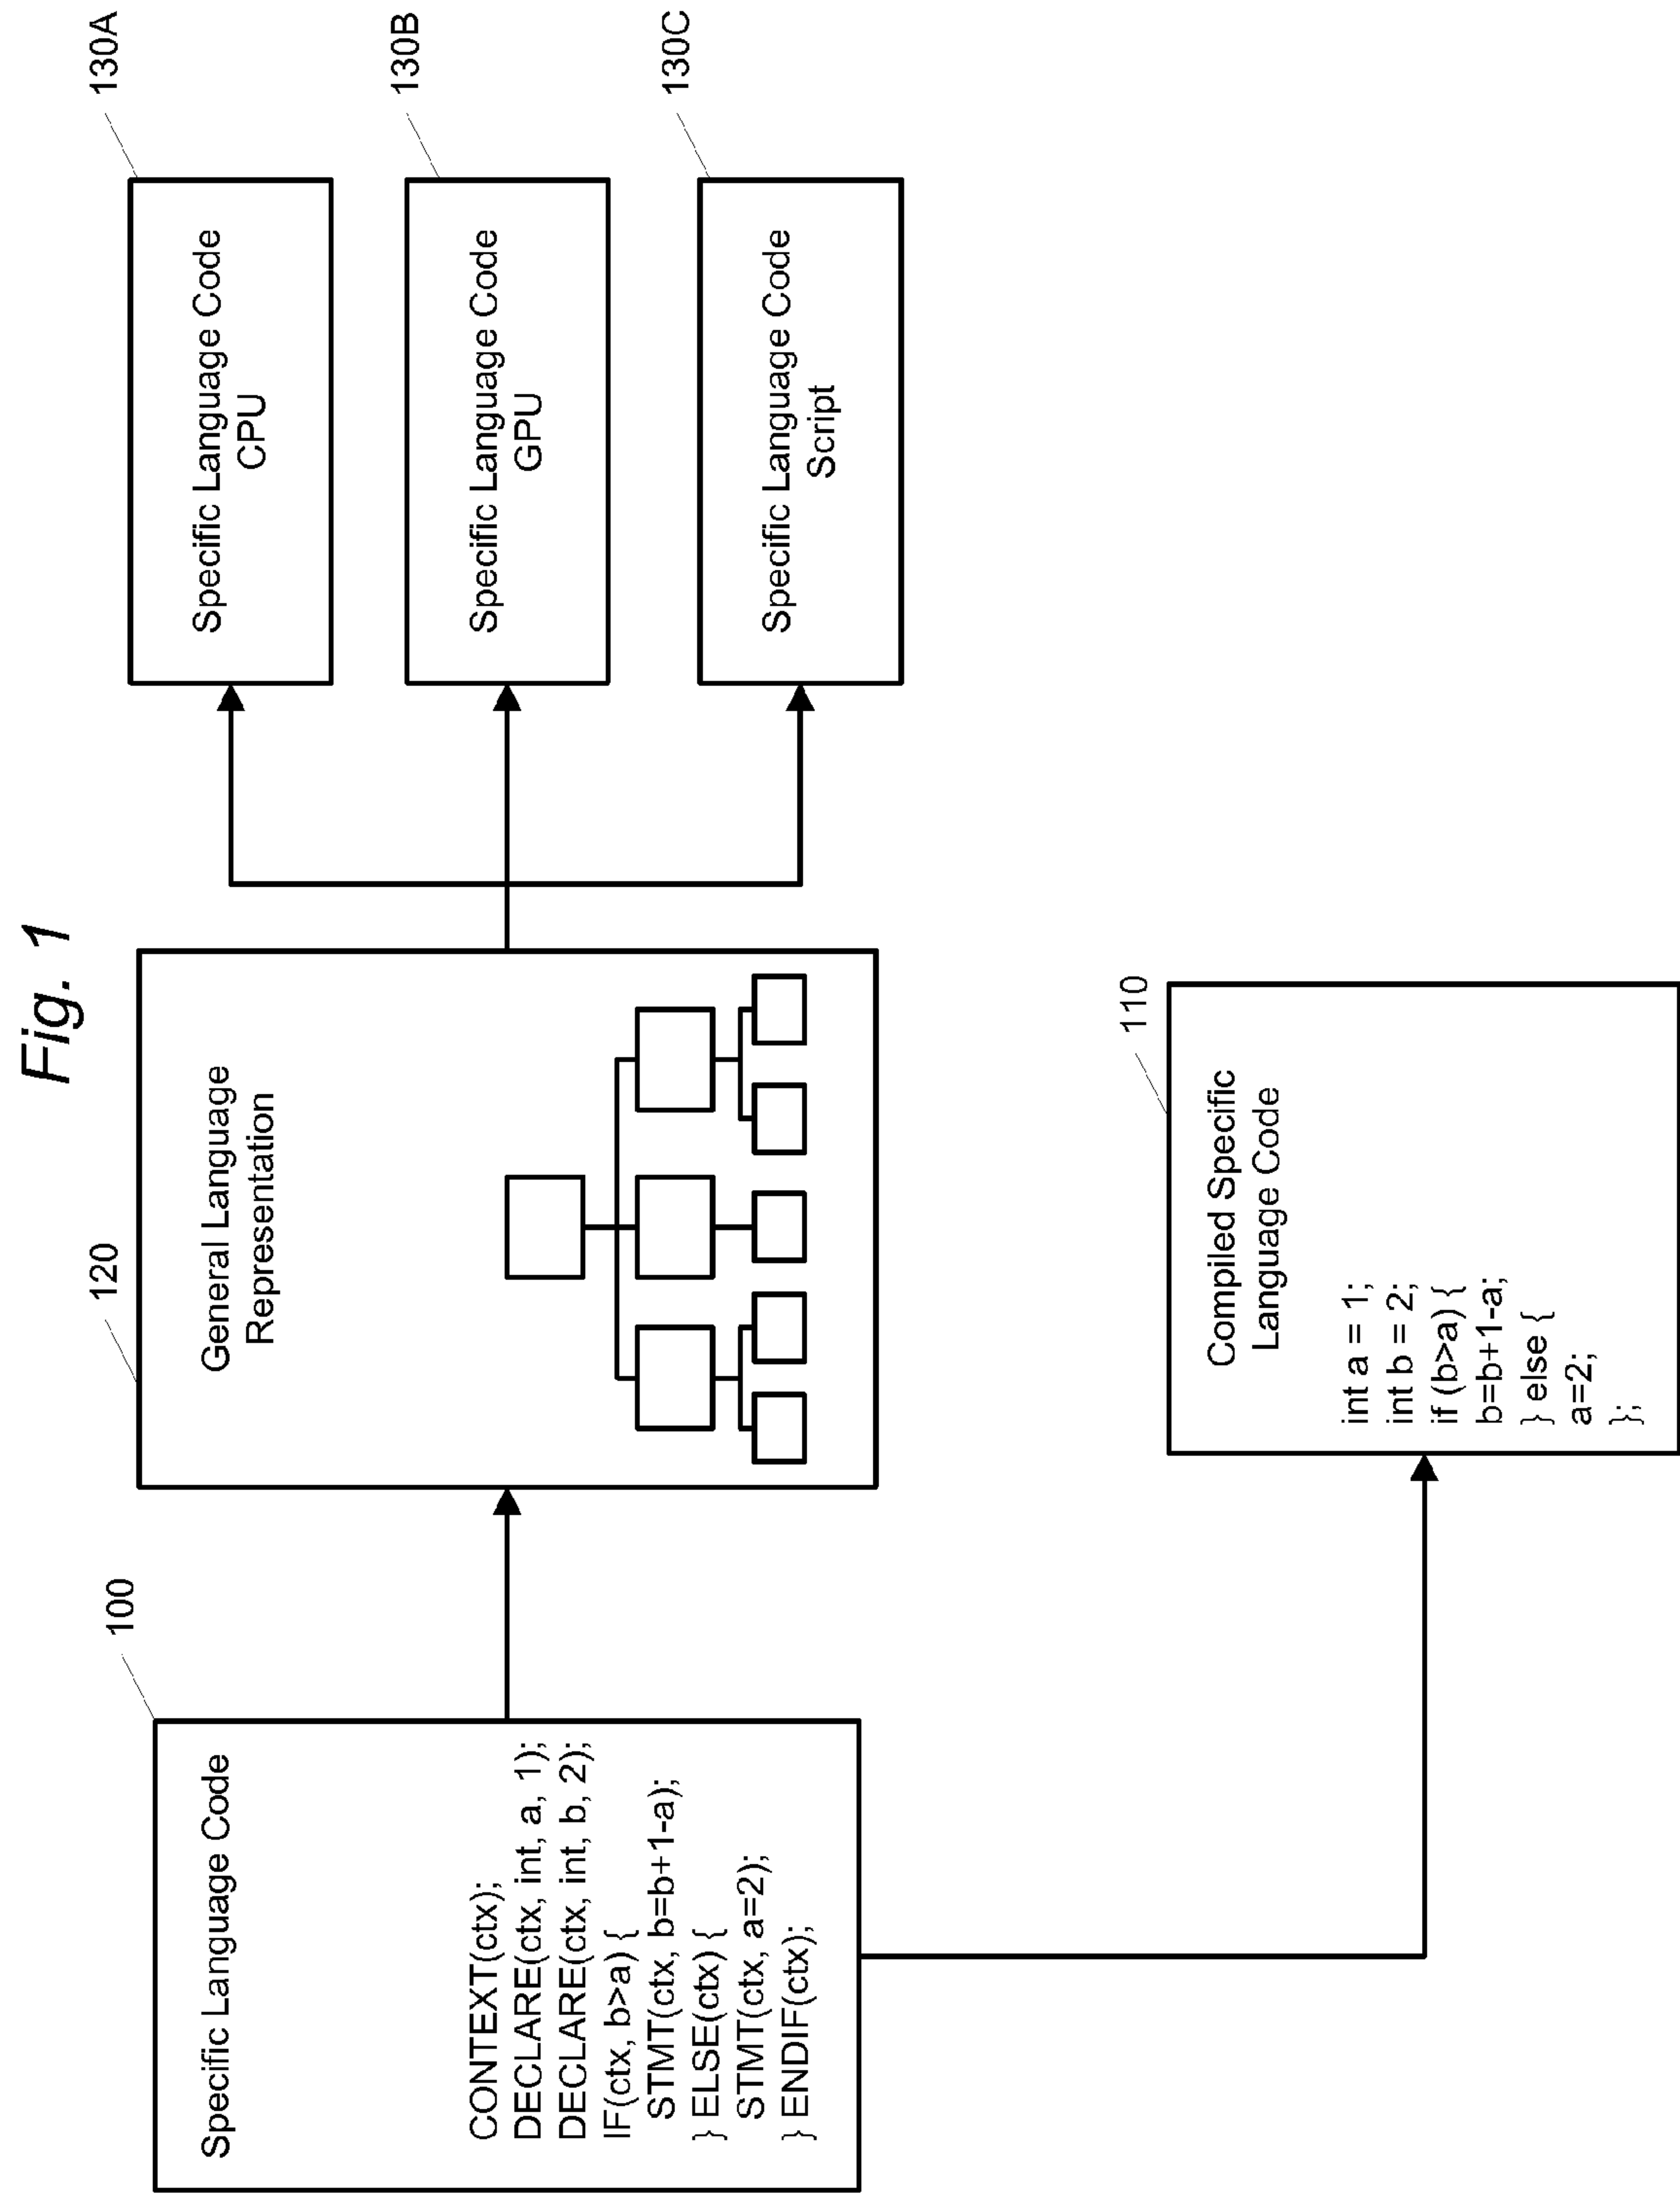 Fig. 1
100
Specific Language Code
CONTEXT(ctx);
DECLARE(ctx, int, a, 1);
DECLARE(ctx, int, b, 2);
IF(ctx, b>a) {
STMT(ctx, b=b+1-a);
} ELSE(ctx) {
STMT(ctx, a=2);
} ENDIF(ctx);
120
General Language
Representation
130A
Specific Language Code
CPU
130B
Specific Language Code
GPU
130C
Specific Language Code
Script
110
Compiled Specific
Language Code
int a = 1;
int b = 2;
if (b>a) {
b=b+1-a;
} else {
a=2;
};